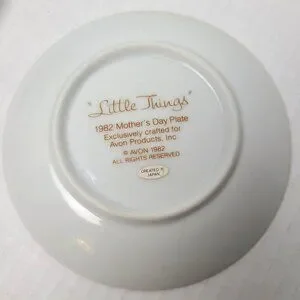 "Little Things"
1982 Mother's Day Plate
Exclusively crafted for
Avon Products, Inc.
© AVON 1982
ALL RIGHTS RESERVED.
CREATED IN
JAPAN